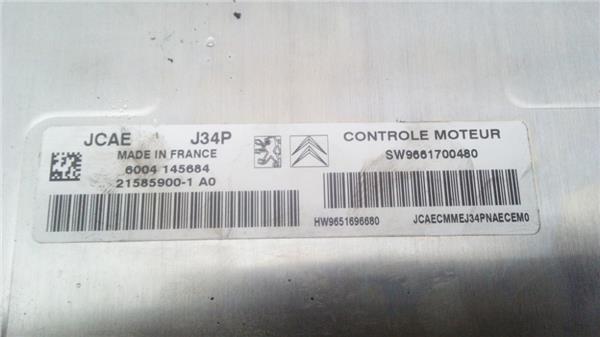 JCAE J34P
MADE IN FRANCE
6004 145684
21585900-1 A0
CONTROLE MOTEUR
SW9661700480
HW9651696680 JCAECMMEJ34PNAECEM0